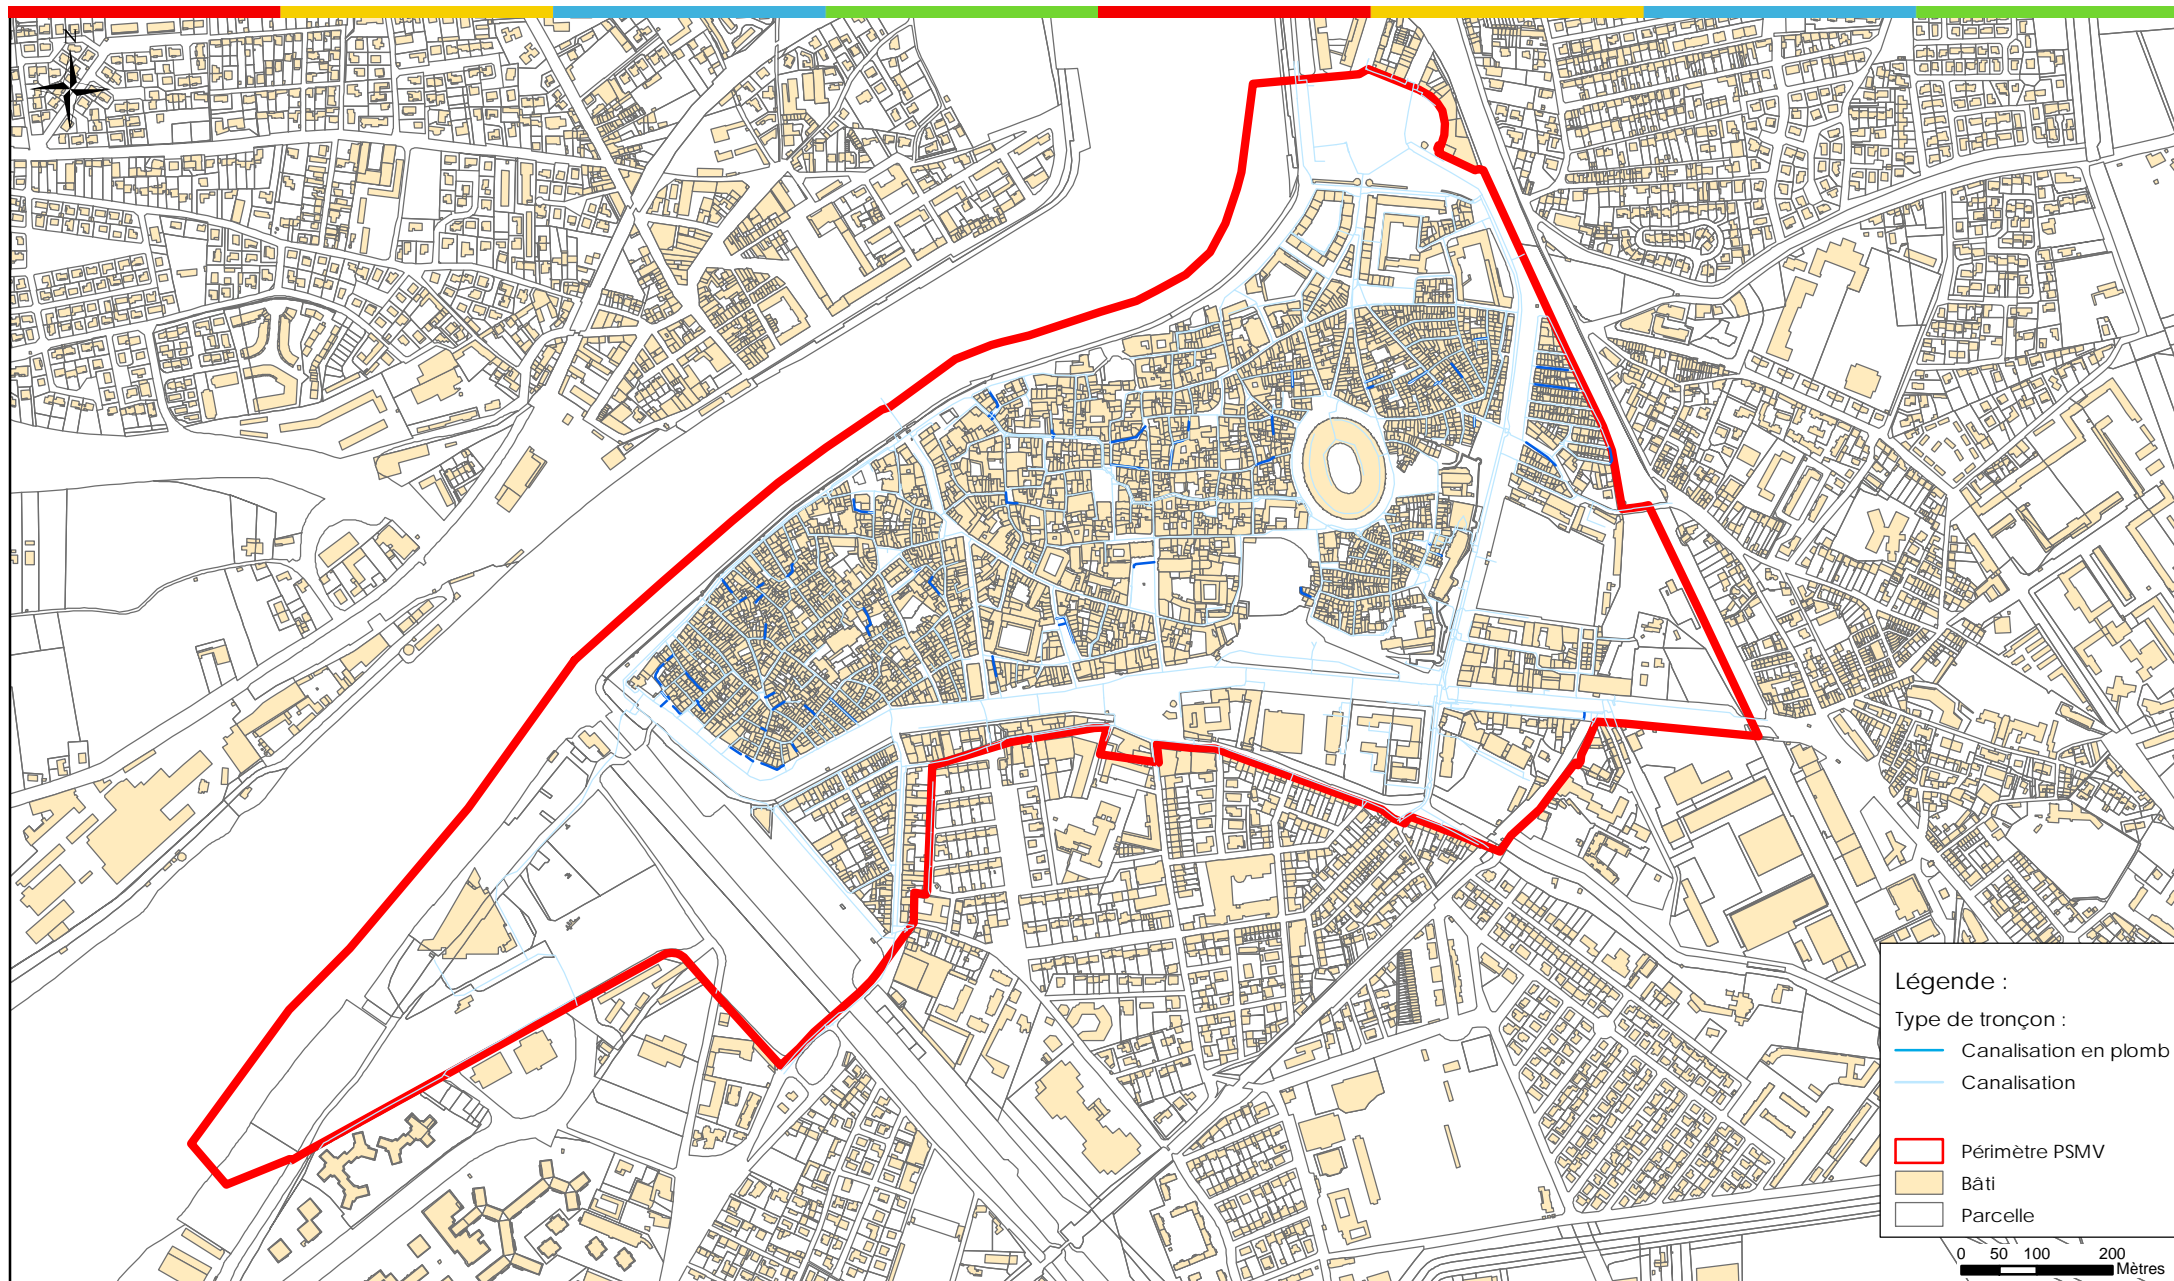 N
Légende :
Type de tronçon :
Canalisation en plomb
Canalisation
Périmètre PSMV
Bâti
Parcelle
0 50 100 200
Mètres